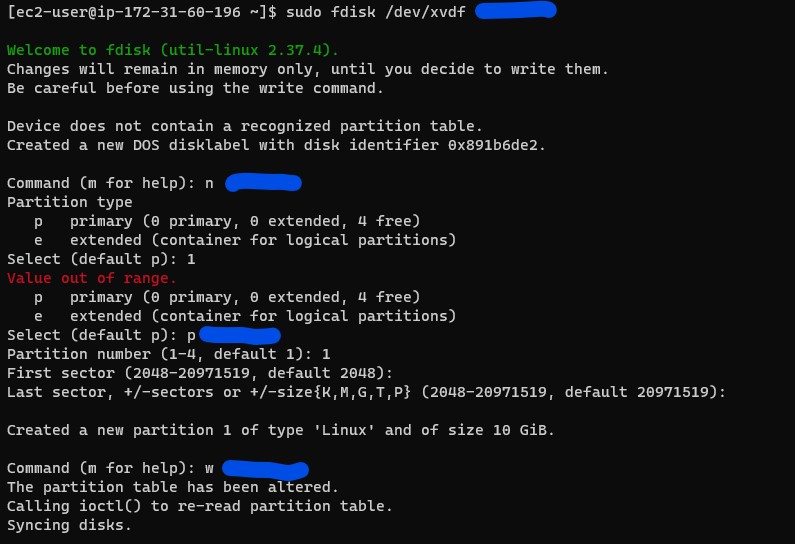 [ec2-user@ip-172-31-60-196 ~]$ sudo fdisk /dev/xvdf
Welcome to fdisk (util-linux 2.37.4).
Changes will remain in memory only, until you decide to write them.
Be careful before using the write command.
Device does not contain a recognized partition table.
Created a new DOS disklabel with disk identifier 0x891b6de2.
Command (m for help): n
Partition type
   p   primary (0 primary, 0 extended, 4 free)
   e   extended (container for logical partitions)
Select (default p): 1
Value out of range.
   p   primary (0 primary, 0 extended, 4 free)
   e   extended (container for logical partitions)
Select (default p): p
Partition number (1-4, default 1): 1
First sector (2048-20971519, default 2048):
Last sector, +/-sectors or +/-size{K,M,G,T,P} (2048-20971519, default 20971519):
Created a new partition 1 of type 'Linux' and of size 10 GiB.
Command (m for help): w
The partition table has been altered.
Calling ioctl() to re-read partition table.
Syncing disks.